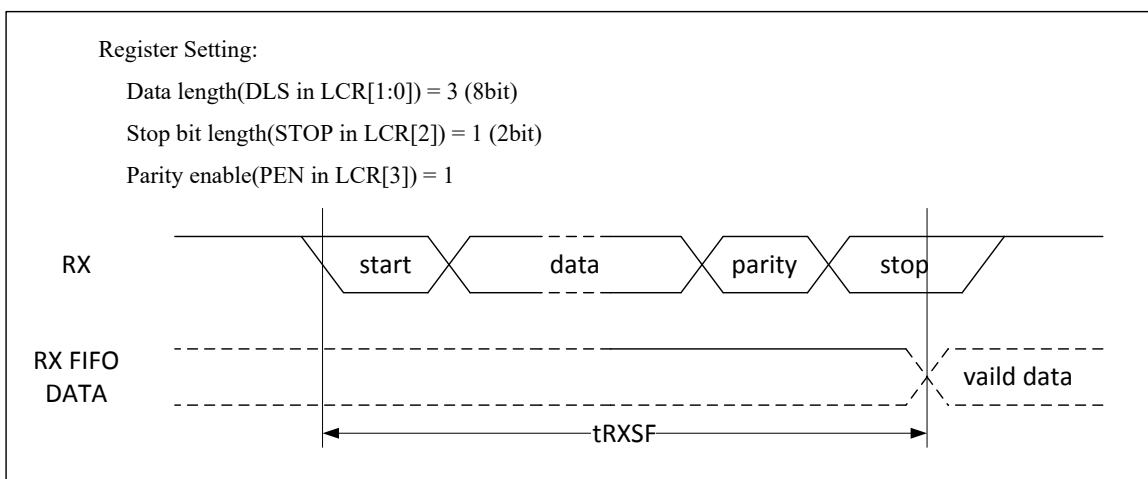 Register Setting:
Data length(DLS in LCR[1:0]) = 3 (8bit)
Stop bit length(STOP in LCR[2]) = 1 (2bit)
Parity enable(PEN in LCR[3]) = 1
RX
start
data
parity
stop
RX FIFO
DATA
vaild data
tRXSF